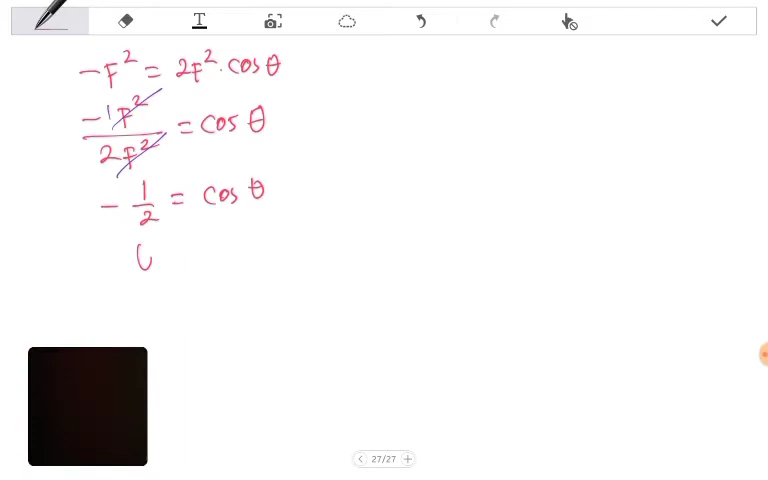 T
-F² = 2F². cos θ
-1F² / 2F² = cos θ
- 1/2 = cos θ
27/27